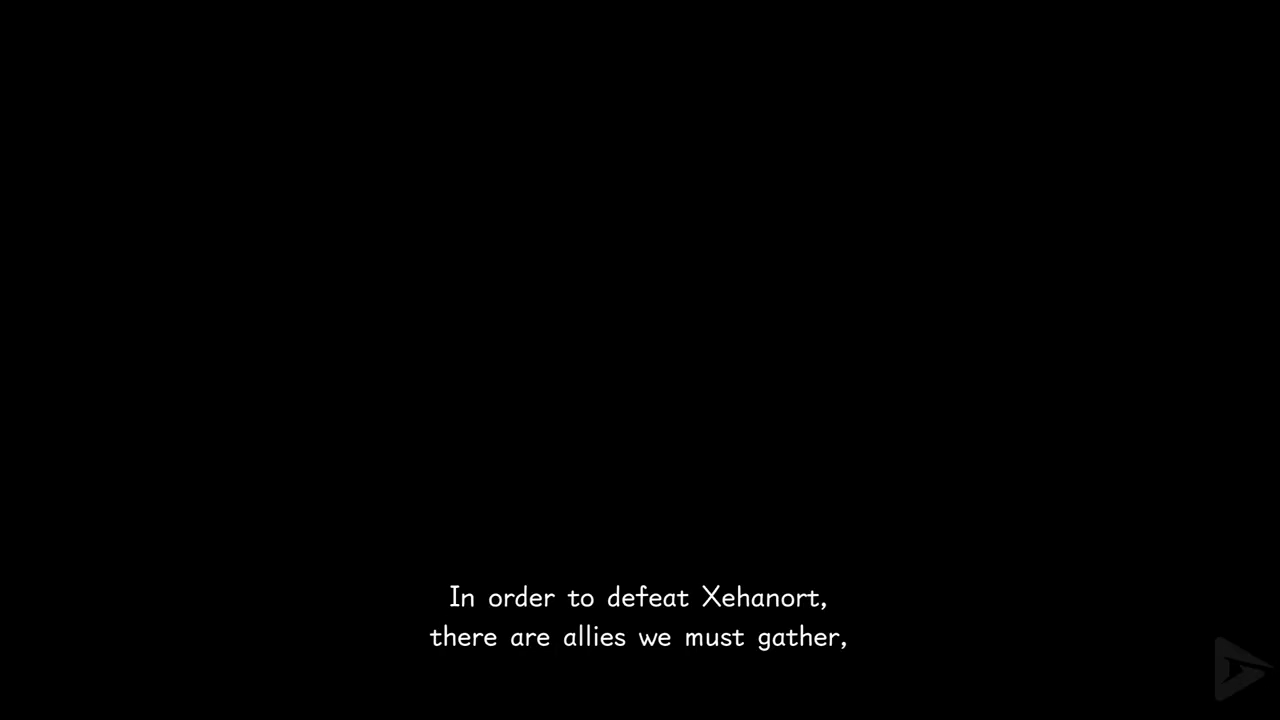 In order to defeat Xehanort,
there are allies we must gather,